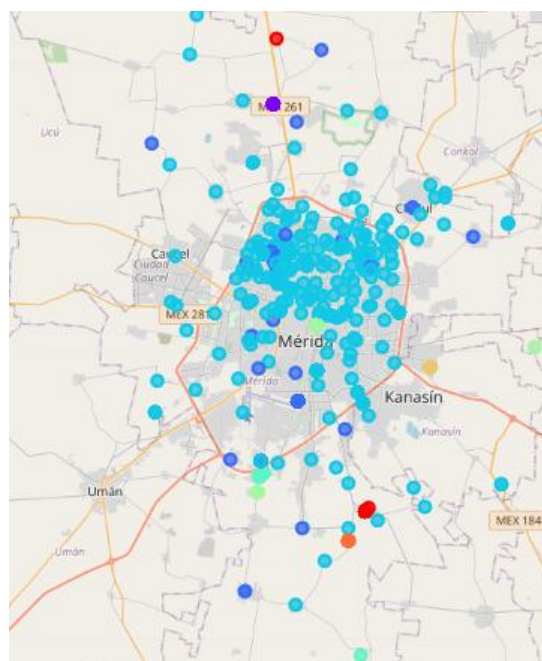 MEX 261
Ucú
Conkal
Caucel
Ciudad
Caucel
MEX 281
Mérida
Mérida
Kanasín
Kanasín
Umán
MEX 184
Umán